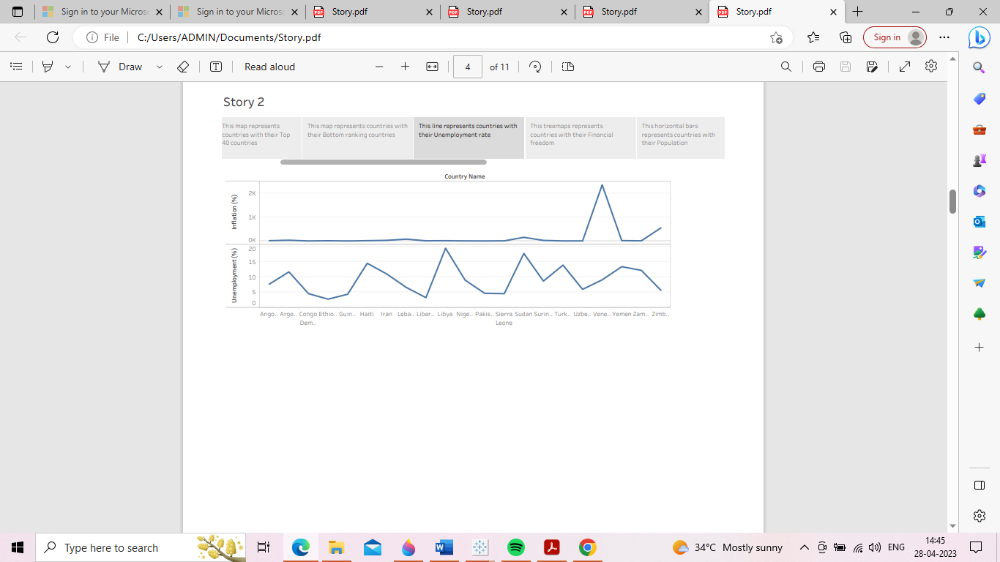 Sign in to your Microso
Sign in to your Microso
Story.pdf
Story.pdf
Story.pdf
Story.pdf
File
C:/Users/ADMIN/Documents/Story.pdf
Sign in
Draw
Read aloud
4
of 11
Story 2
This map represents
countries with their Top
40 countries
This map represents countries with
their Bottom ranking countries
This line represents countries with
their Unemployment rate
This treemaps represents
countries with their Financial
freedom
This horizontal bars
represents countries with
their Population
Country Name
Inflation (%)
2K
1K
0K
Unemployment (%)
20
15
10
5
0
Ango.. Arge.. Congo Ethio.. Guin.. Haiti Iran Leba.. Liber.. Libya Nige.. Pakis.. Sierra Sudan Surin.. Turk.. Uzbe.. Vene.. Yemen Zam.. Zimb..
Dem.. Leone
Type here to search
34°C Mostly sunny
ENG
14:45
28-04-2023